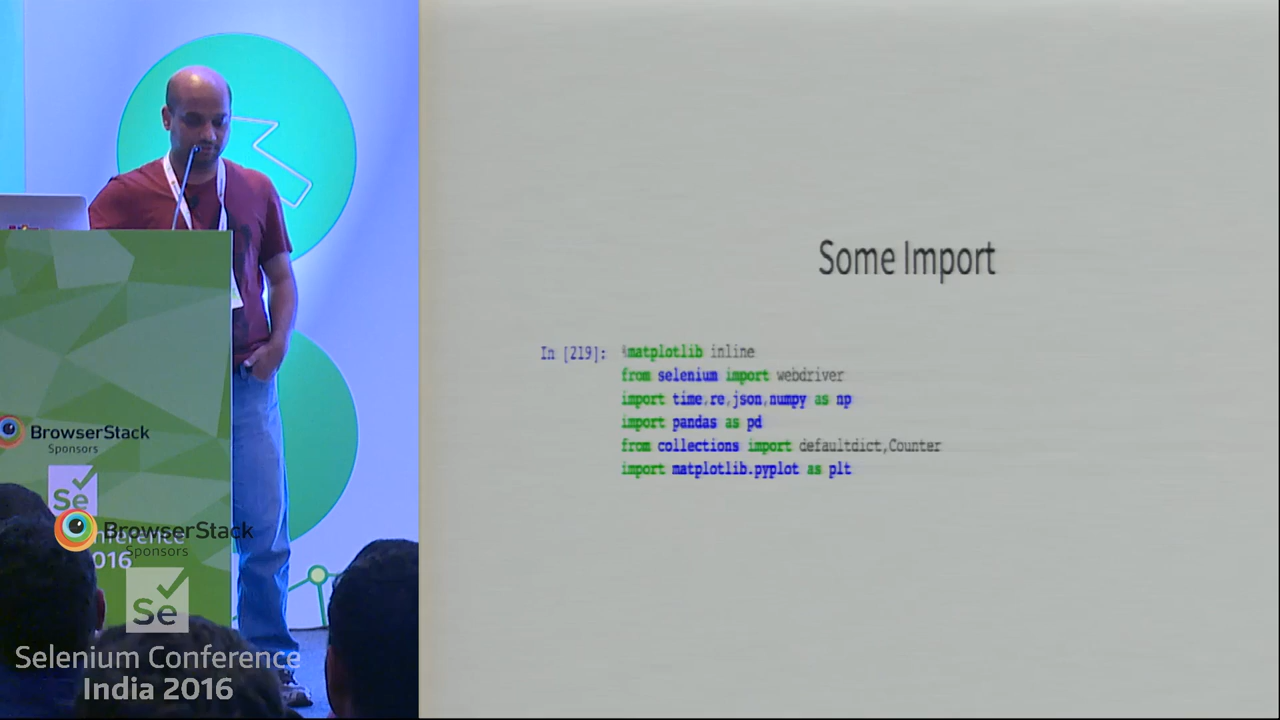 Some Import
In [219]: %matplotlib inline
from selenium import webdriver
import time,re,json,numpy as np
import pandas as pd
from collections import defaultdict,Counter
import matplotlib.pyplot as plt
BrowserStack
Sponsors
Se
nference
016
BrowserStack
Sponsors
Se
Selenium Conference
India 2016